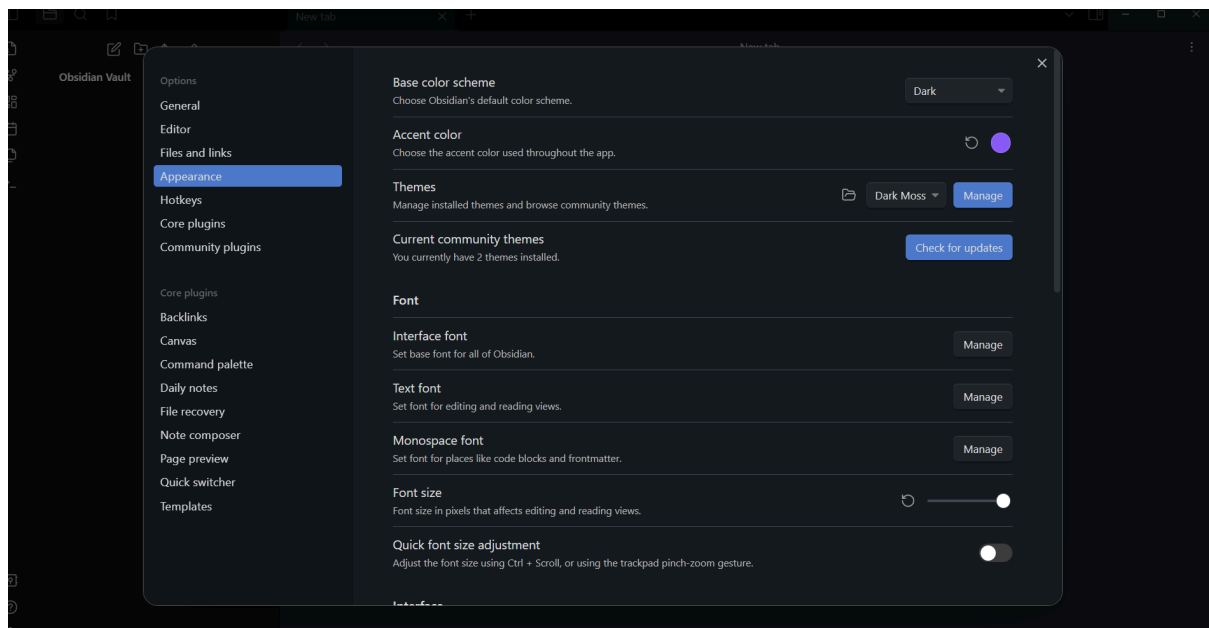 New tab
New tab
Obsidian Vault
Options
General
Editor
Files and links
Appearance
Hotkeys
Core plugins
Community plugins
Core plugins
Backlinks
Canvas
Command palette
Daily notes
File recovery
Note composer
Page preview
Quick switcher
Templates
Base color scheme
Choose Obsidian's default color scheme.
Dark
Accent color
Choose the accent color used throughout the app.
Themes
Manage installed themes and browse community themes.
Dark Moss
Manage
Current community themes
You currently have 2 themes installed.
Check for updates
Font
Interface font
Set base font for all of Obsidian.
Manage
Text font
Set font for editing and reading views.
Manage
Monospace font
Set font for places like code blocks and frontmatter.
Manage
Font size
Font size in pixels that affects editing and reading views.
Quick font size adjustment
Adjust the font size using Ctrl + Scroll, or using the trackpad pinch-zoom gesture.
Interface